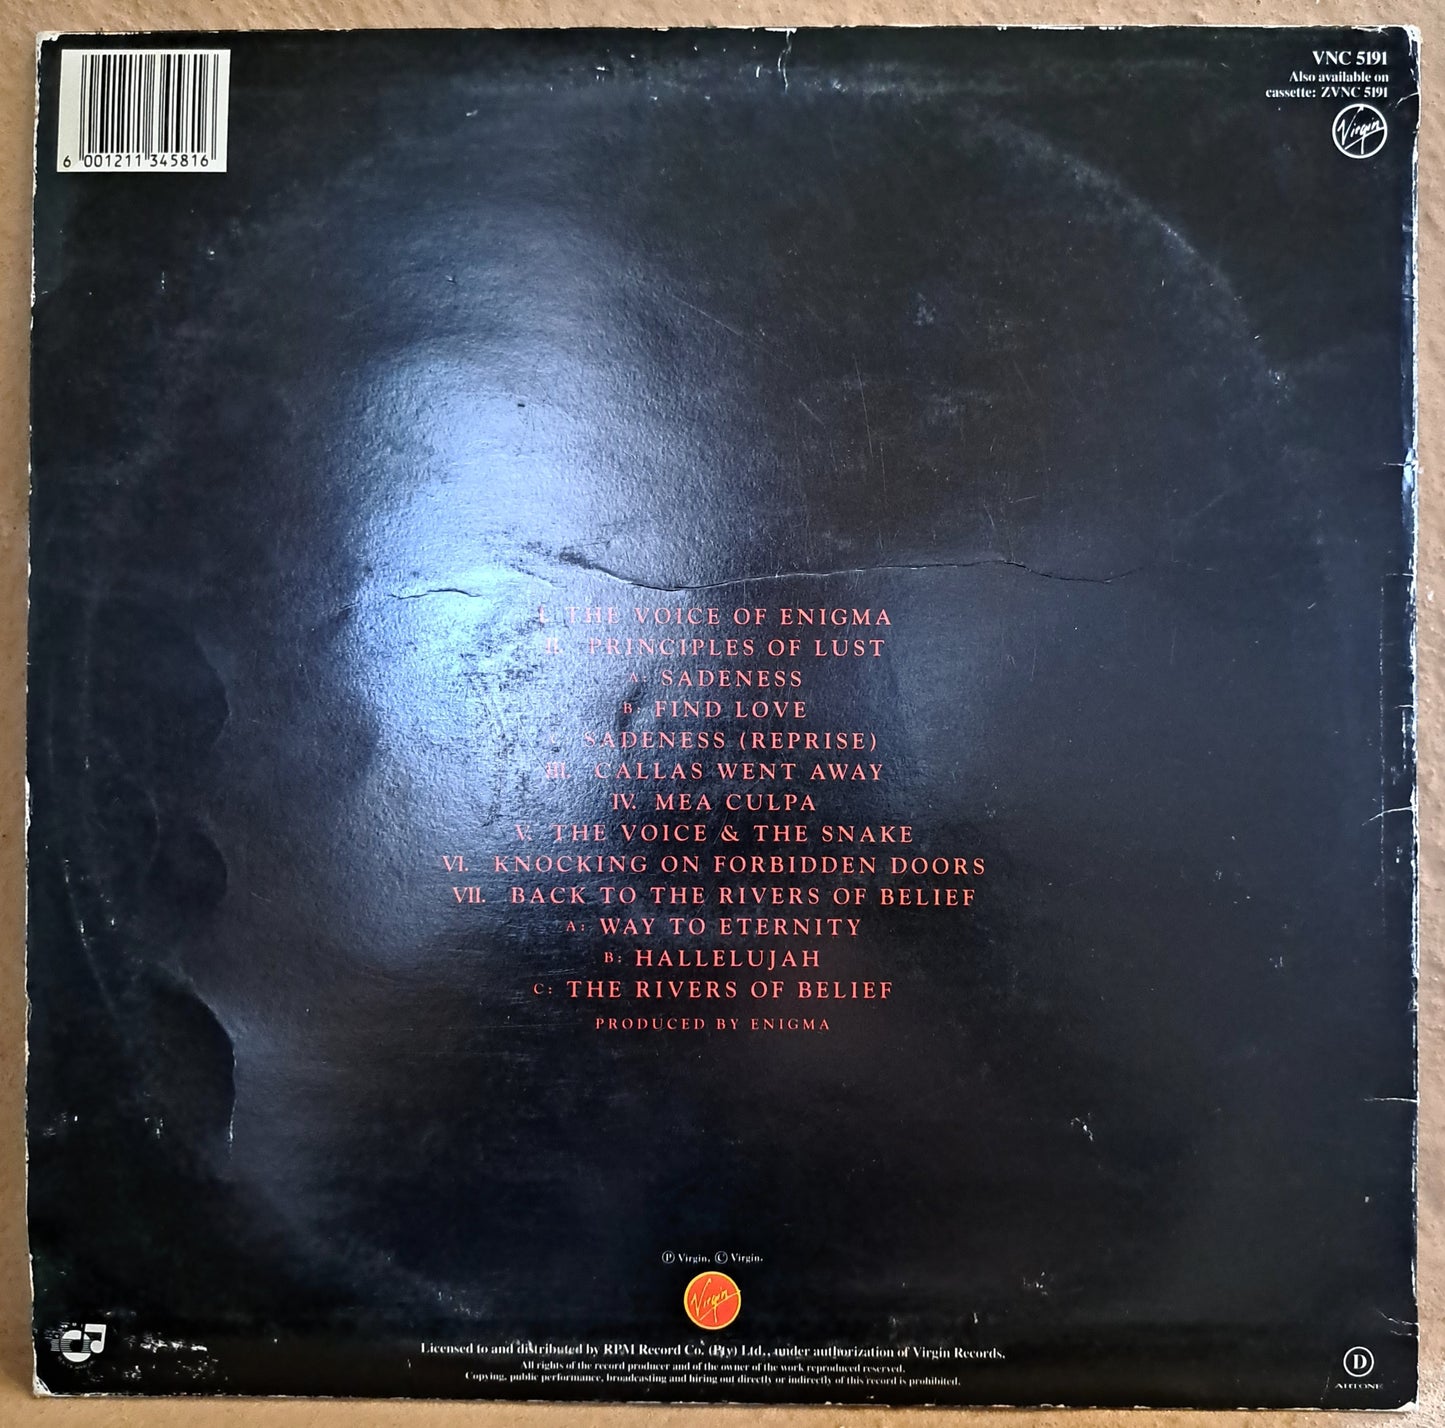 6 001211 345816
VNC 5191
Also available on
cassette: ZVNC 5191
Virgin
I. THE VOICE OF ENIGMA
II. PRINCIPLES OF LUST
A: SADENESS
B: FIND LOVE
C: SADENESS (REPRISE)
III. CALLAS WENT AWAY
IV. MEA CULPA
V. THE VOICE & THE SNAKE
VI. KNOCKING ON FORBIDDEN DOORS
VII. BACK TO THE RIVERS OF BELIEF
A: WAY TO ETERNITY
B: HALLELUJAH
C: THE RIVERS OF BELIEF
PRODUCED BY ENIGMA
Ⓟ Virgin. Ⓒ Virgin.
Virgin
Licensed to and distributed by RPM Record Co. (Pty) Ltd., under authorization of Virgin Records.
All rights of the record producer and of the owner of the work reproduced reserved.
Copying, public performance, broadcasting and hiring out directly or indirectly of this record is prohibited.
D
ARTONE